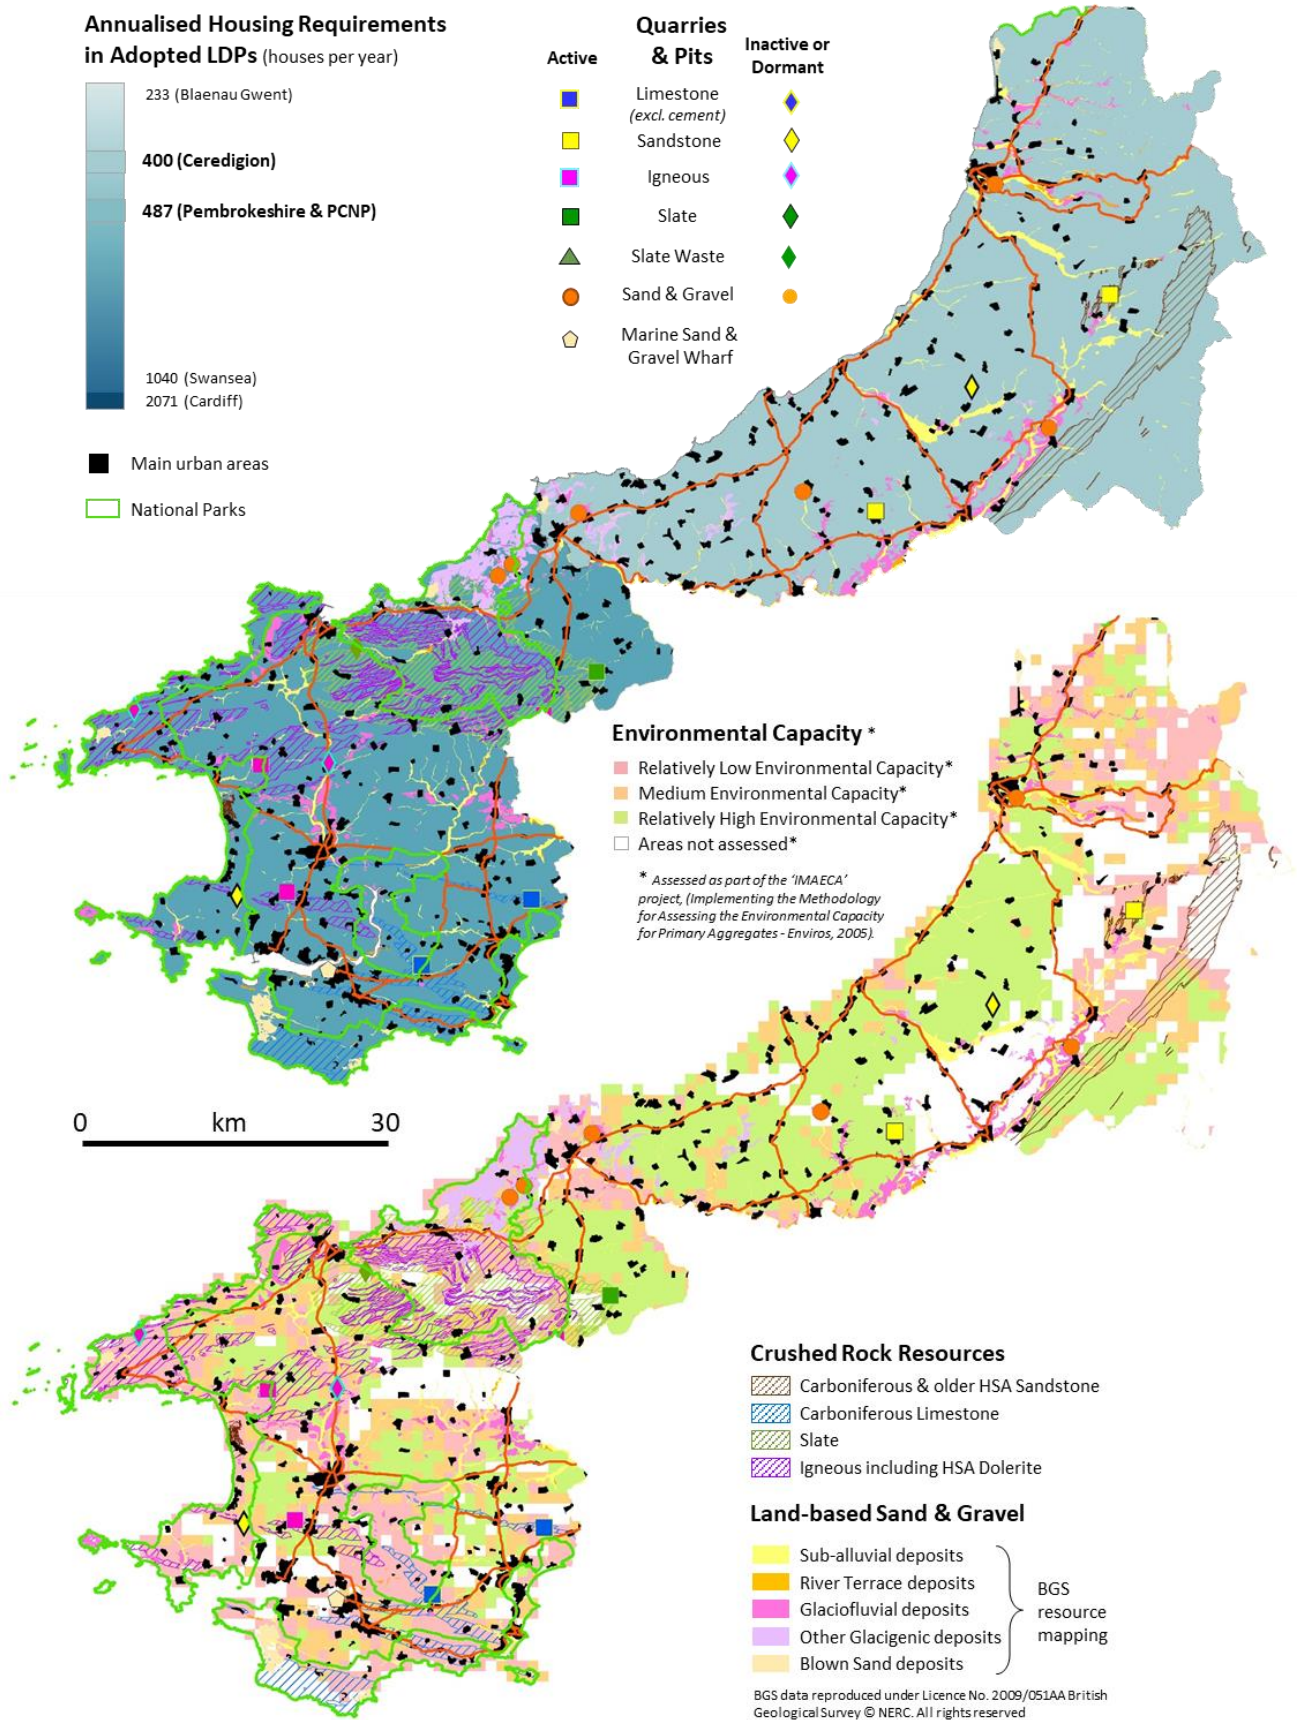 Annualised Housing Requirements
in Adopted LDPs (houses per year)
233 (Blaenau Gwent)
400 (Ceredigion)
487 (Pembrokeshire & PCNP)
1040 (Swansea)
2071 (Cardiff)
Main urban areas
National Parks
Quarries
& Pits
Active
Inactive or
Dormant
Limestone
(excl. cement)
Sandstone
Igneous
Slate
Slate Waste
Sand & Gravel
Marine Sand &
Gravel Wharf
Environmental Capacity *
Relatively Low Environmental Capacity*
Medium Environmental Capacity*
Relatively High Environmental Capacity*
Areas not assessed*
* Assessed as part of the ‘IMAECA’
project, (Implementing the Methodology
for Assessing the Environmental Capacity
for Primary Aggregates - Enviros, 2005).
0 km 30
Crushed Rock Resources
Carboniferous & older HSA Sandstone
Carboniferous Limestone
Slate
Igneous including HSA Dolerite
Land-based Sand & Gravel
Sub-alluvial deposits
River Terrace deposits
Glaciofluvial deposits
Other Glacigenic deposits
Blown Sand deposits
BGS
resource
mapping
BGS data reproduced under Licence No. 2009/051AA British
Geological Survey © NERC. All rights reserved